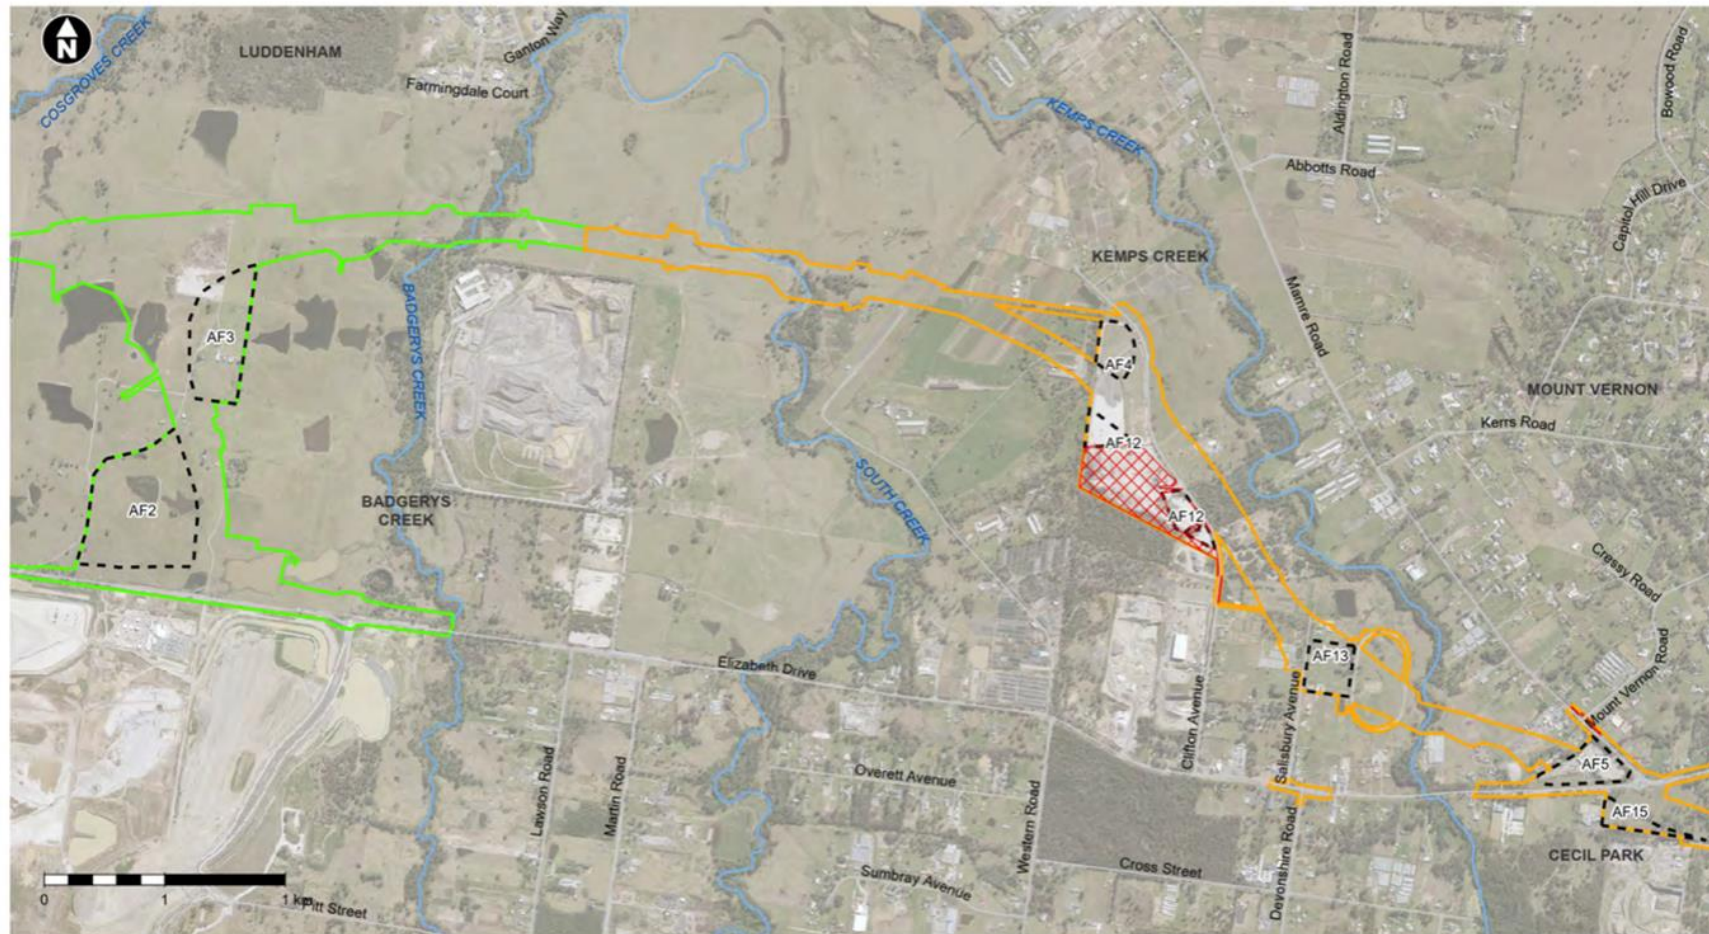 N
COSGROVES CREEK
LUDDENHAM
Ganton Way
Farmingdale Court
KEMPS CREEK
Aldington Road
Bowood Road
Abbotts Road
Capitol Hill Drive
KEMPS CREEK
Mamre Road
BADGERYS CREEK
AF3
AF4
MOUNT VERNON
Kerrs Road
AF12
AF2
BADGERYS
CREEK
SOUTH CREEK
AF12
Cressy Road
Elizabeth Drive
AF13
Mount Vernon Road
Clifton Avenue
Salisbury Avenue
Lawson Road
Martin Road
Overett Avenue
Western Road
AF5
Devonshire Road
AF15
CECIL PARK
Cross Street
Sumbray Avenue
0 1 1 km
Pitt Street